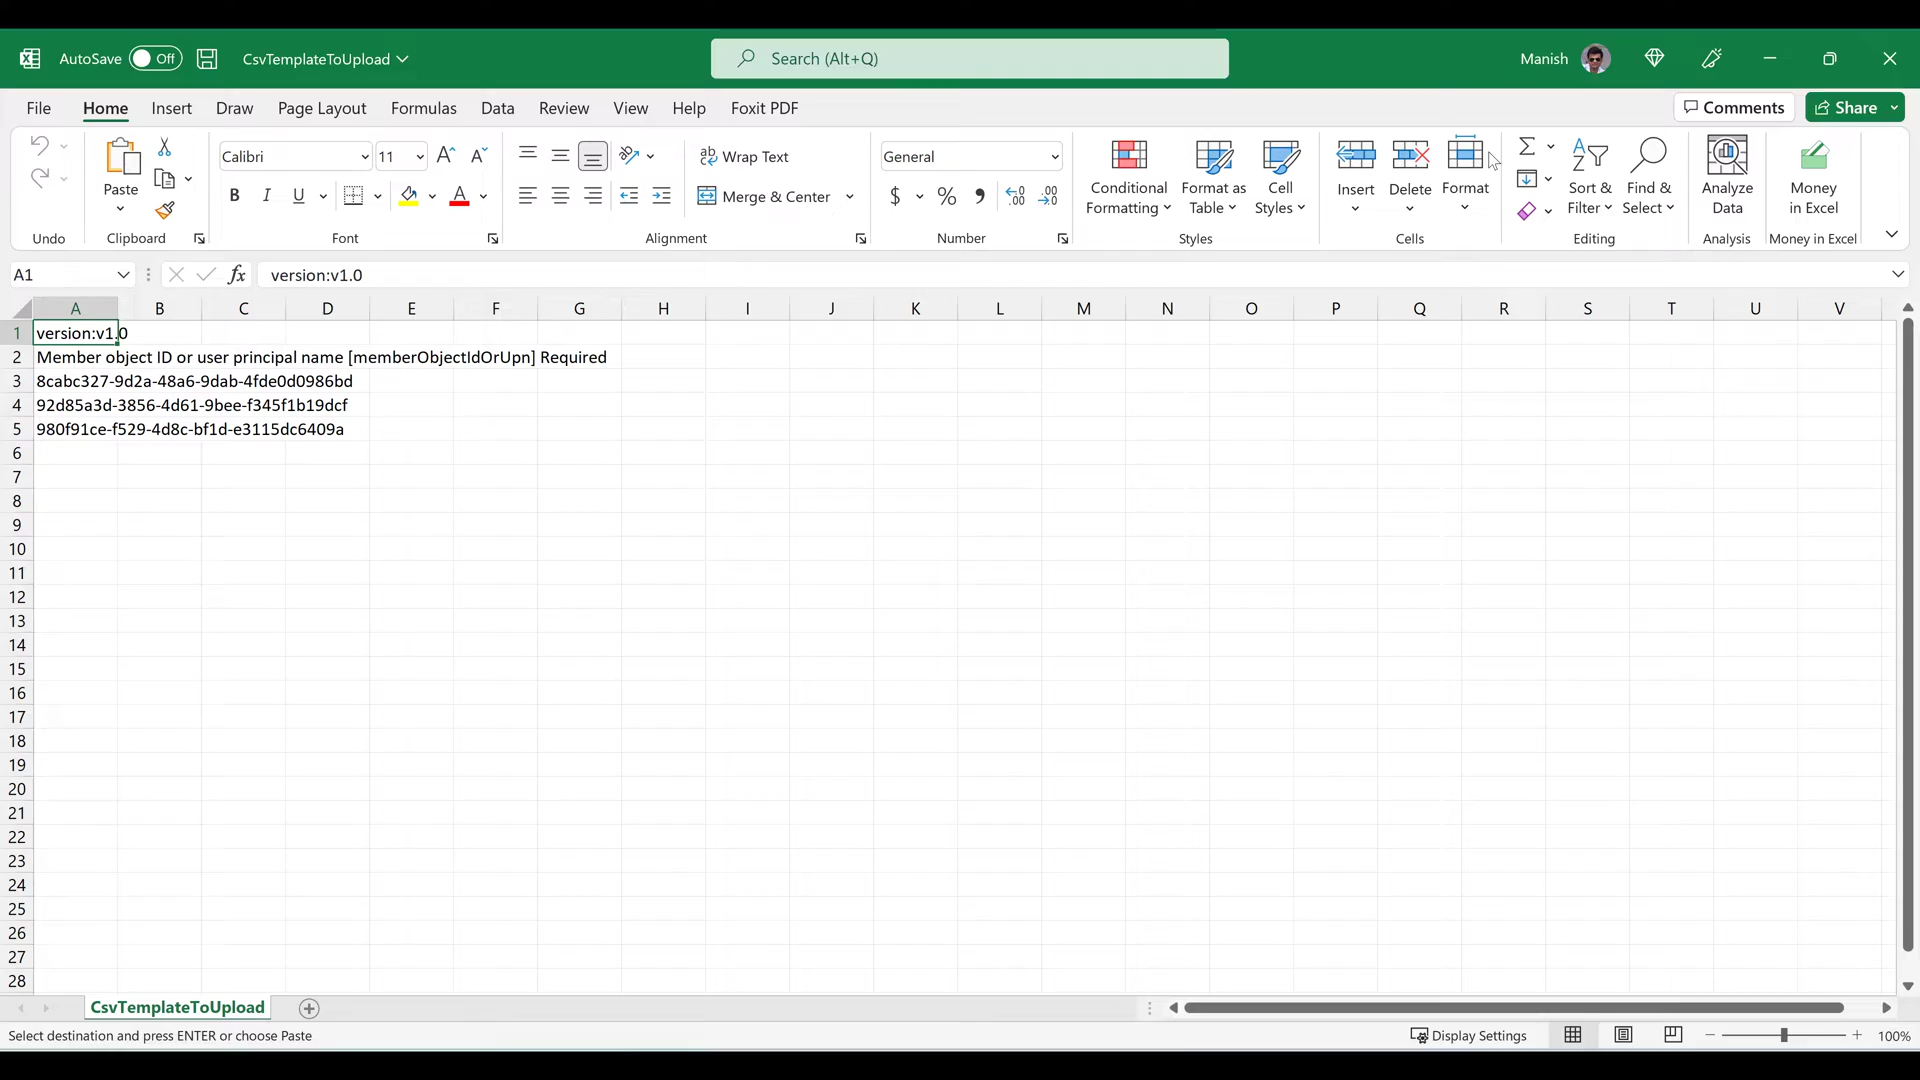 AutoSave Off CsvTemplateToUpload Search (Alt+Q) Manish
File Home Insert Draw Page Layout Formulas Data Review View Help Foxit PDF Comments Share
Paste
Clipboard
Undo
Calibri 11
B I U A
Font
ab Wrap Text
Merge & Center
Alignment
General
$ % 9 .00 .00
Number
Conditional Formatting
Format as Table
Cell Styles
Styles
Insert Delete Format
Cells
Sort & Filter
Find & Select
Editing
Analyze Data
Analysis
Money in Excel
Money in Excel
A1 fx version:v1.0
A B C D E F G H I J K L M N O P Q R S T U V
1 version:v1.0
2 Member object ID or user principal name [memberObjectIdOrUpn] Required
3 8cabc327-9d2a-48a6-9dab-4fde0d0986bd
4 92d85a3d-3856-4d61-9bee-f345f1b19dcf
5 980f91ce-f529-4d8c-bf1d-e3115dc6409a
6
7
8
9
10
11
12
13
14
15
16
17
18
19
20
21
22
23
24
25
26
27
28
CsvTemplateToUpload
Select destination and press ENTER or choose Paste Display Settings 100%